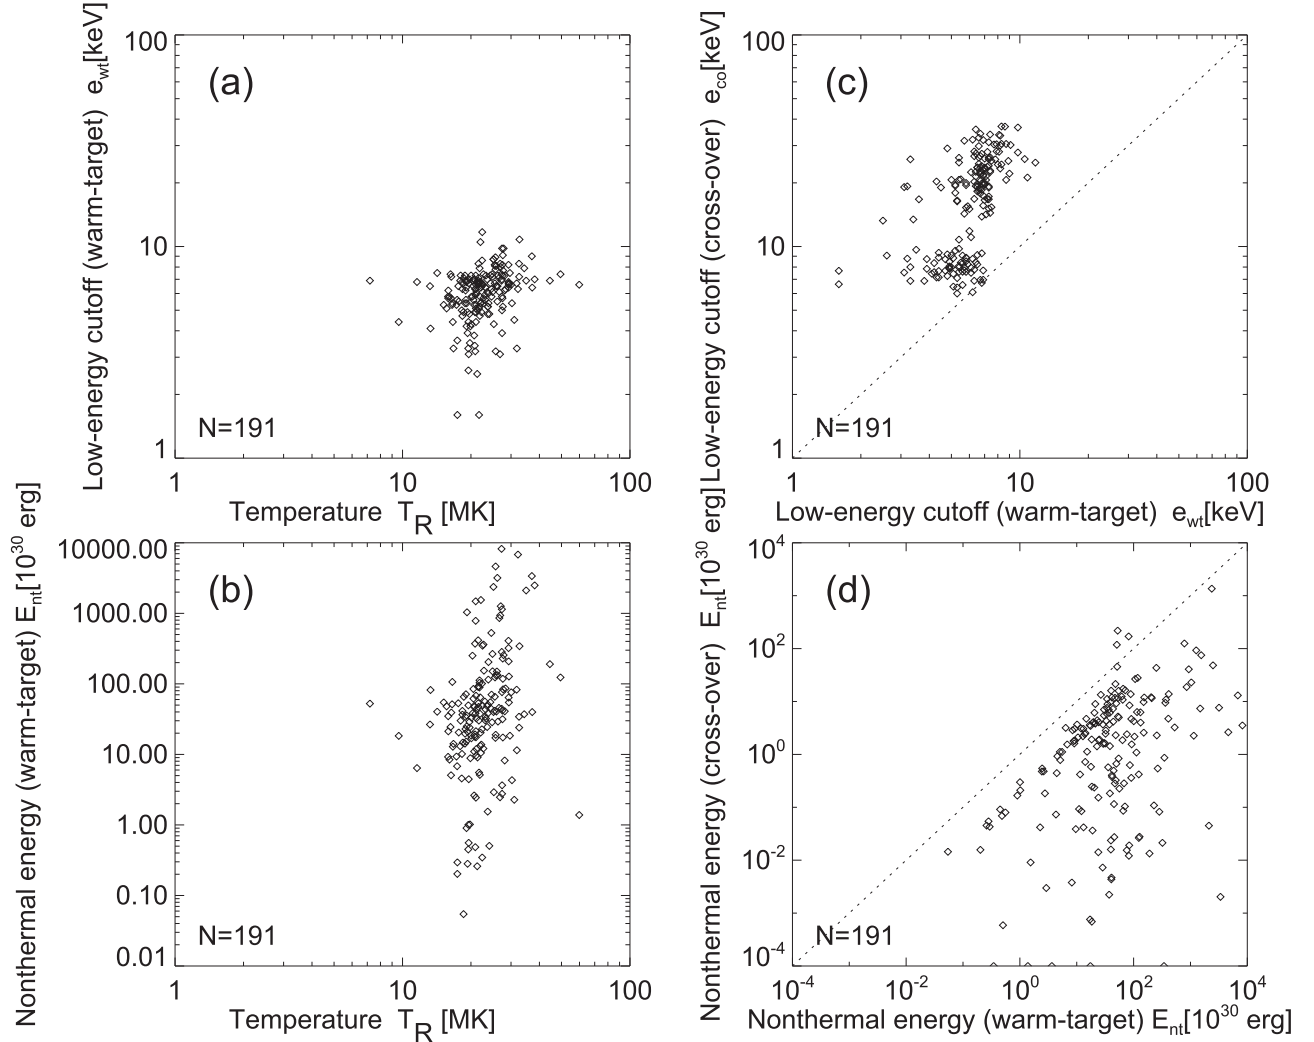 Low-energy cutoff (warm-target) e_wt[keV]
100
10
1
(a)
N=191
1 10 100
Temperature T_R [MK]
Low-energy cutoff (cross-over) e_co[keV]
100
10
1
(c)
N=191
1 10 100
Low-energy cutoff (warm-target) e_wt[keV]
Nonthermal energy (warm-target) E_nt[10^30 erg]
10000.00
1000.00
100.00
10.00
1.00
0.10
0.01
(b)
N=191
1 10 100
Temperature T_R [MK]
Nonthermal energy (cross-over) E_nt[10^30 erg]
10^4
10^2
10^0
10^-2
10^-4
(d)
N=191
10^-4 10^-2 10^0 10^2 10^4
Nonthermal energy (warm-target) E_nt[10^30 erg]